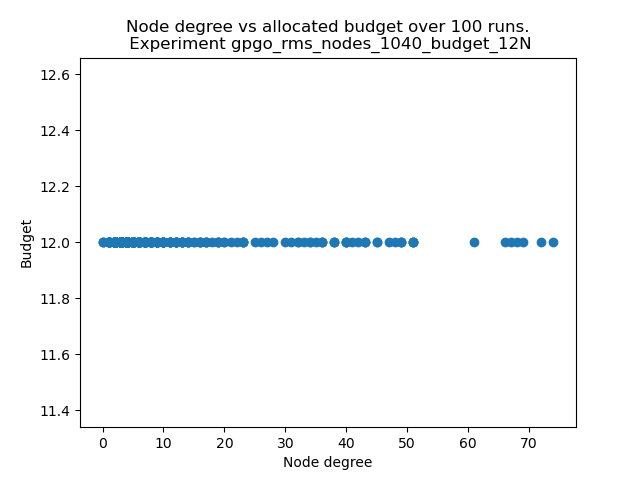 Node degree vs allocated budget over 100 runs.
Experiment gpgo_rms_nodes_1040_budget_12N
12.6
12.4
12.2
12.0
11.8
11.6
11.4
Budget
0 10 20 30 40 50 60 70
Node degree